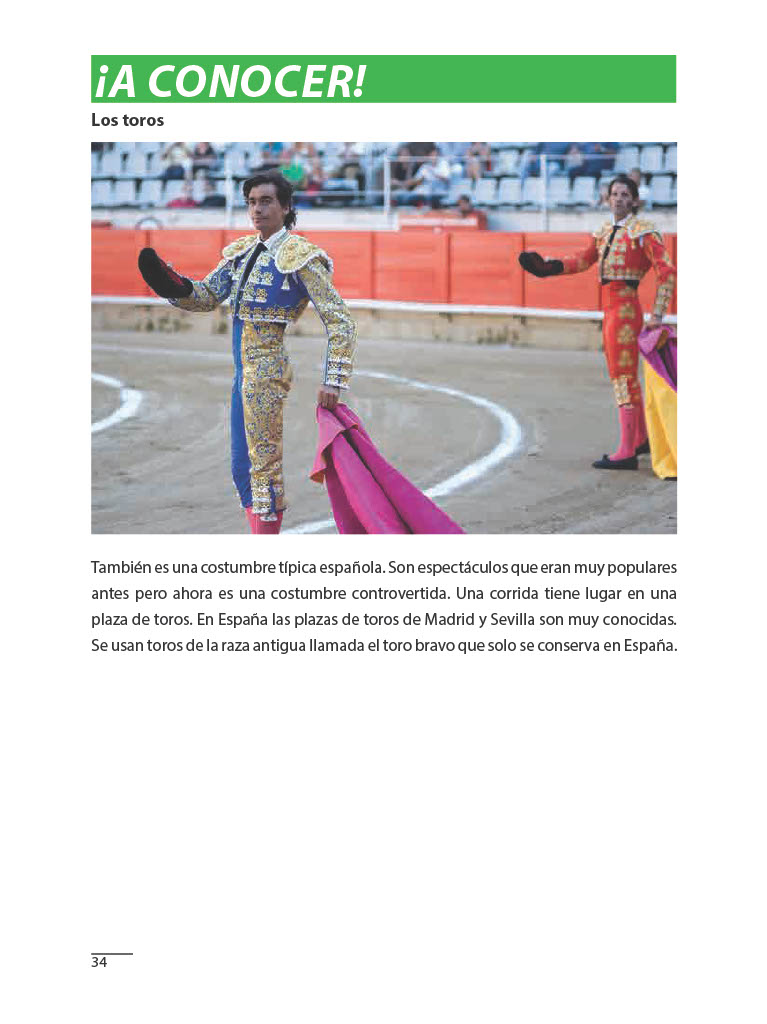 ¡A CONOCER!
Los toros
También es una costumbre típica española. Son espectáculos que eran muy populares
antes pero ahora es una costumbre controvertida. Una corrida tiene lugar en una
plaza de toros. En España las plazas de toros de Madrid y Sevilla son muy conocidas.
Se usan toros de la raza antigua llamada el toro bravo que solo se conserva en España.
34